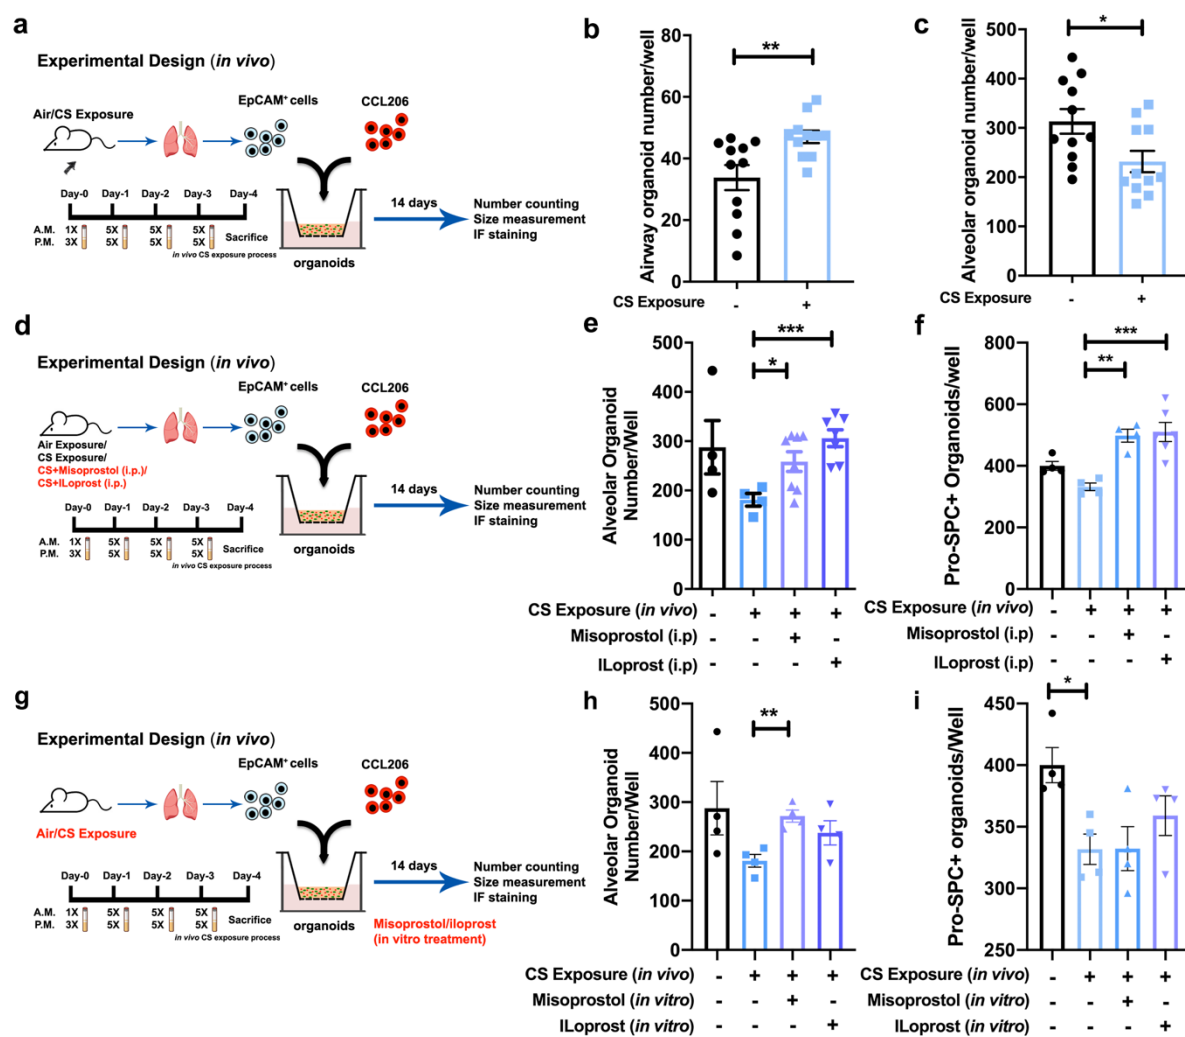 a
Experimental Design (in vivo)
EpCAM⁺ cells
CCL206
Air/CS Exposure
Day-0 Day-1 Day-2 Day-3 Day-4
A.M. 1X 5X 5X 5X
P.M. 3X 5X 5X 5X
Sacrifice
in vivo CS exposure process
organoids
14 days
Number counting
Size measurement
IF staining
b
Airway organoid number/well
80
60
40
20
0
**
CS Exposure - +
c
Alveolar organoid number/well
500
400
300
200
100
0
*
CS Exposure - +
d
Experimental Design (in vivo)
EpCAM⁺ cells
CCL206
Air Exposure/
CS Exposure/
CS+Misoprostol (i.p.)/
CS+ILoprost (i.p.)
Day-0 Day-1 Day-2 Day-3 Day-4
A.M. 1X 5X 5X 5X
P.M. 3X 5X 5X 5X
Sacrifice
in vivo CS exposure process
organoids
14 days
Number counting
Size measurement
IF staining
e
Alveolar Organoid
Number/Well
500
400
300
200
100
0
***
*
CS Exposure (in vivo) - + + +
Misoprostol (i.p) - - + -
ILoprost (i.p) - - - +
f
Pro-SPC+ Organoids/well
800
600
400
200
0
***
**
CS Exposure (in vivo) - + + +
Misoprostol (i.p) - - + -
ILoprost (i.p) - - - +
g
Experimental Design (in vivo)
EpCAM⁺ cells
CCL206
Air/CS Exposure
Day-0 Day-1 Day-2 Day-3 Day-4
A.M. 1X 5X 5X 5X
P.M. 3X 5X 5X 5X
Sacrifice
in vivo CS exposure process
organoids
14 days
Number counting
Size measurement
IF staining
Misoprostol/iloprost
(in vitro treatment)
h
Alveolar Organoid
Number/Well
500
400
300
200
100
0
**
CS Exposure (in vivo) - + + +
Misoprostol (in vitro) - - + -
ILoprost (in vitro) - - - +
i
Pro-SPC+ organoids/Well
450
400
350
300
250
*
CS Exposure (in vivo) - + + +
Misoprostol (in vitro) - - + -
ILoprost (in vitro) - - - +